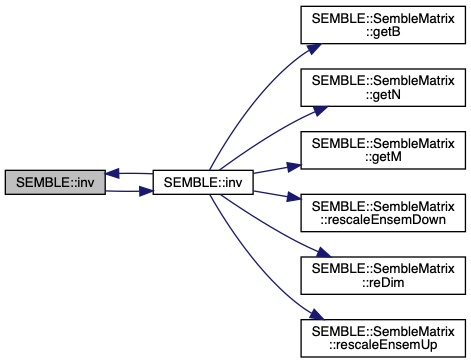 SEMBLE::SembleMatrix
::getB
SEMBLE::SembleMatrix
::getN
SEMBLE::SembleMatrix
::getM
SEMBLE::inv
SEMBLE::inv
SEMBLE::SembleMatrix
::rescaleEnsemDown
SEMBLE::SembleMatrix
::reDim
SEMBLE::SembleMatrix
::rescaleEnsemUp